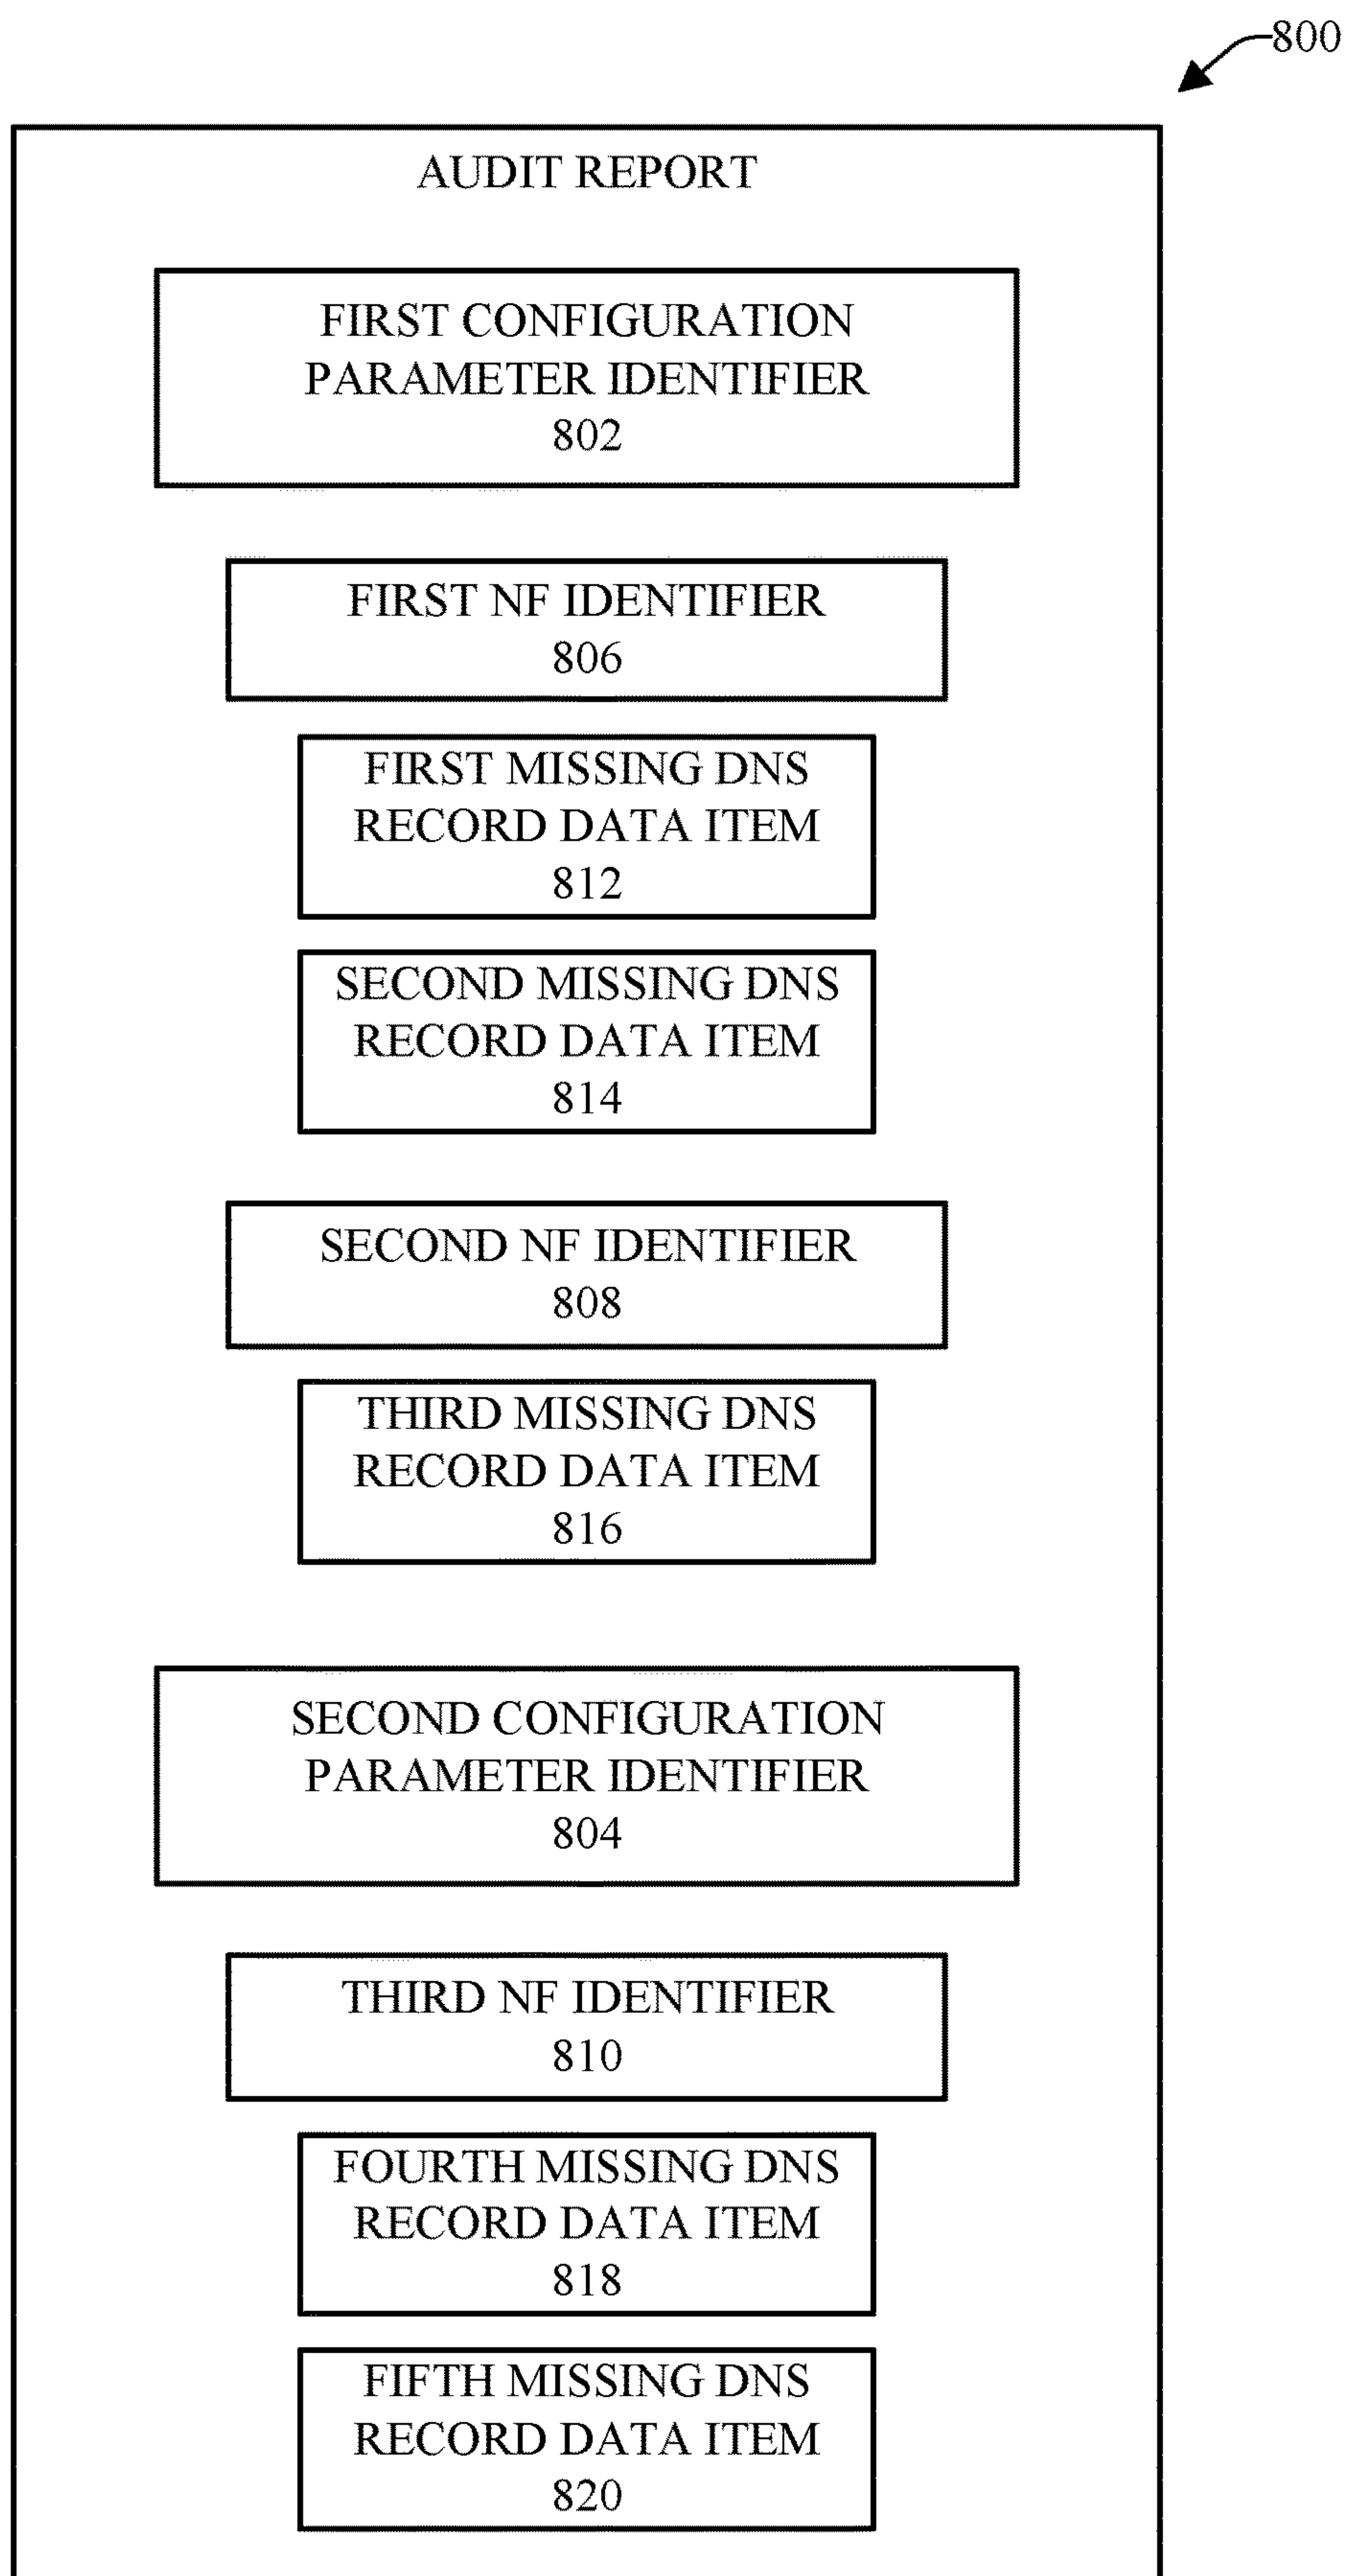 800
AUDIT REPORT
FIRST CONFIGURATION
PARAMETER IDENTIFIER
802
FIRST NF IDENTIFIER
806
FIRST MISSING DNS
RECORD DATA ITEM
812
SECOND MISSING DNS
RECORD DATA ITEM
814
SECOND NF IDENTIFIER
808
THIRD MISSING DNS
RECORD DATA ITEM
816
SECOND CONFIGURATION
PARAMETER IDENTIFIER
804
THIRD NF IDENTIFIER
810
FOURTH MISSING DNS
RECORD DATA ITEM
818
FIFTH MISSING DNS
RECORD DATA ITEM
820